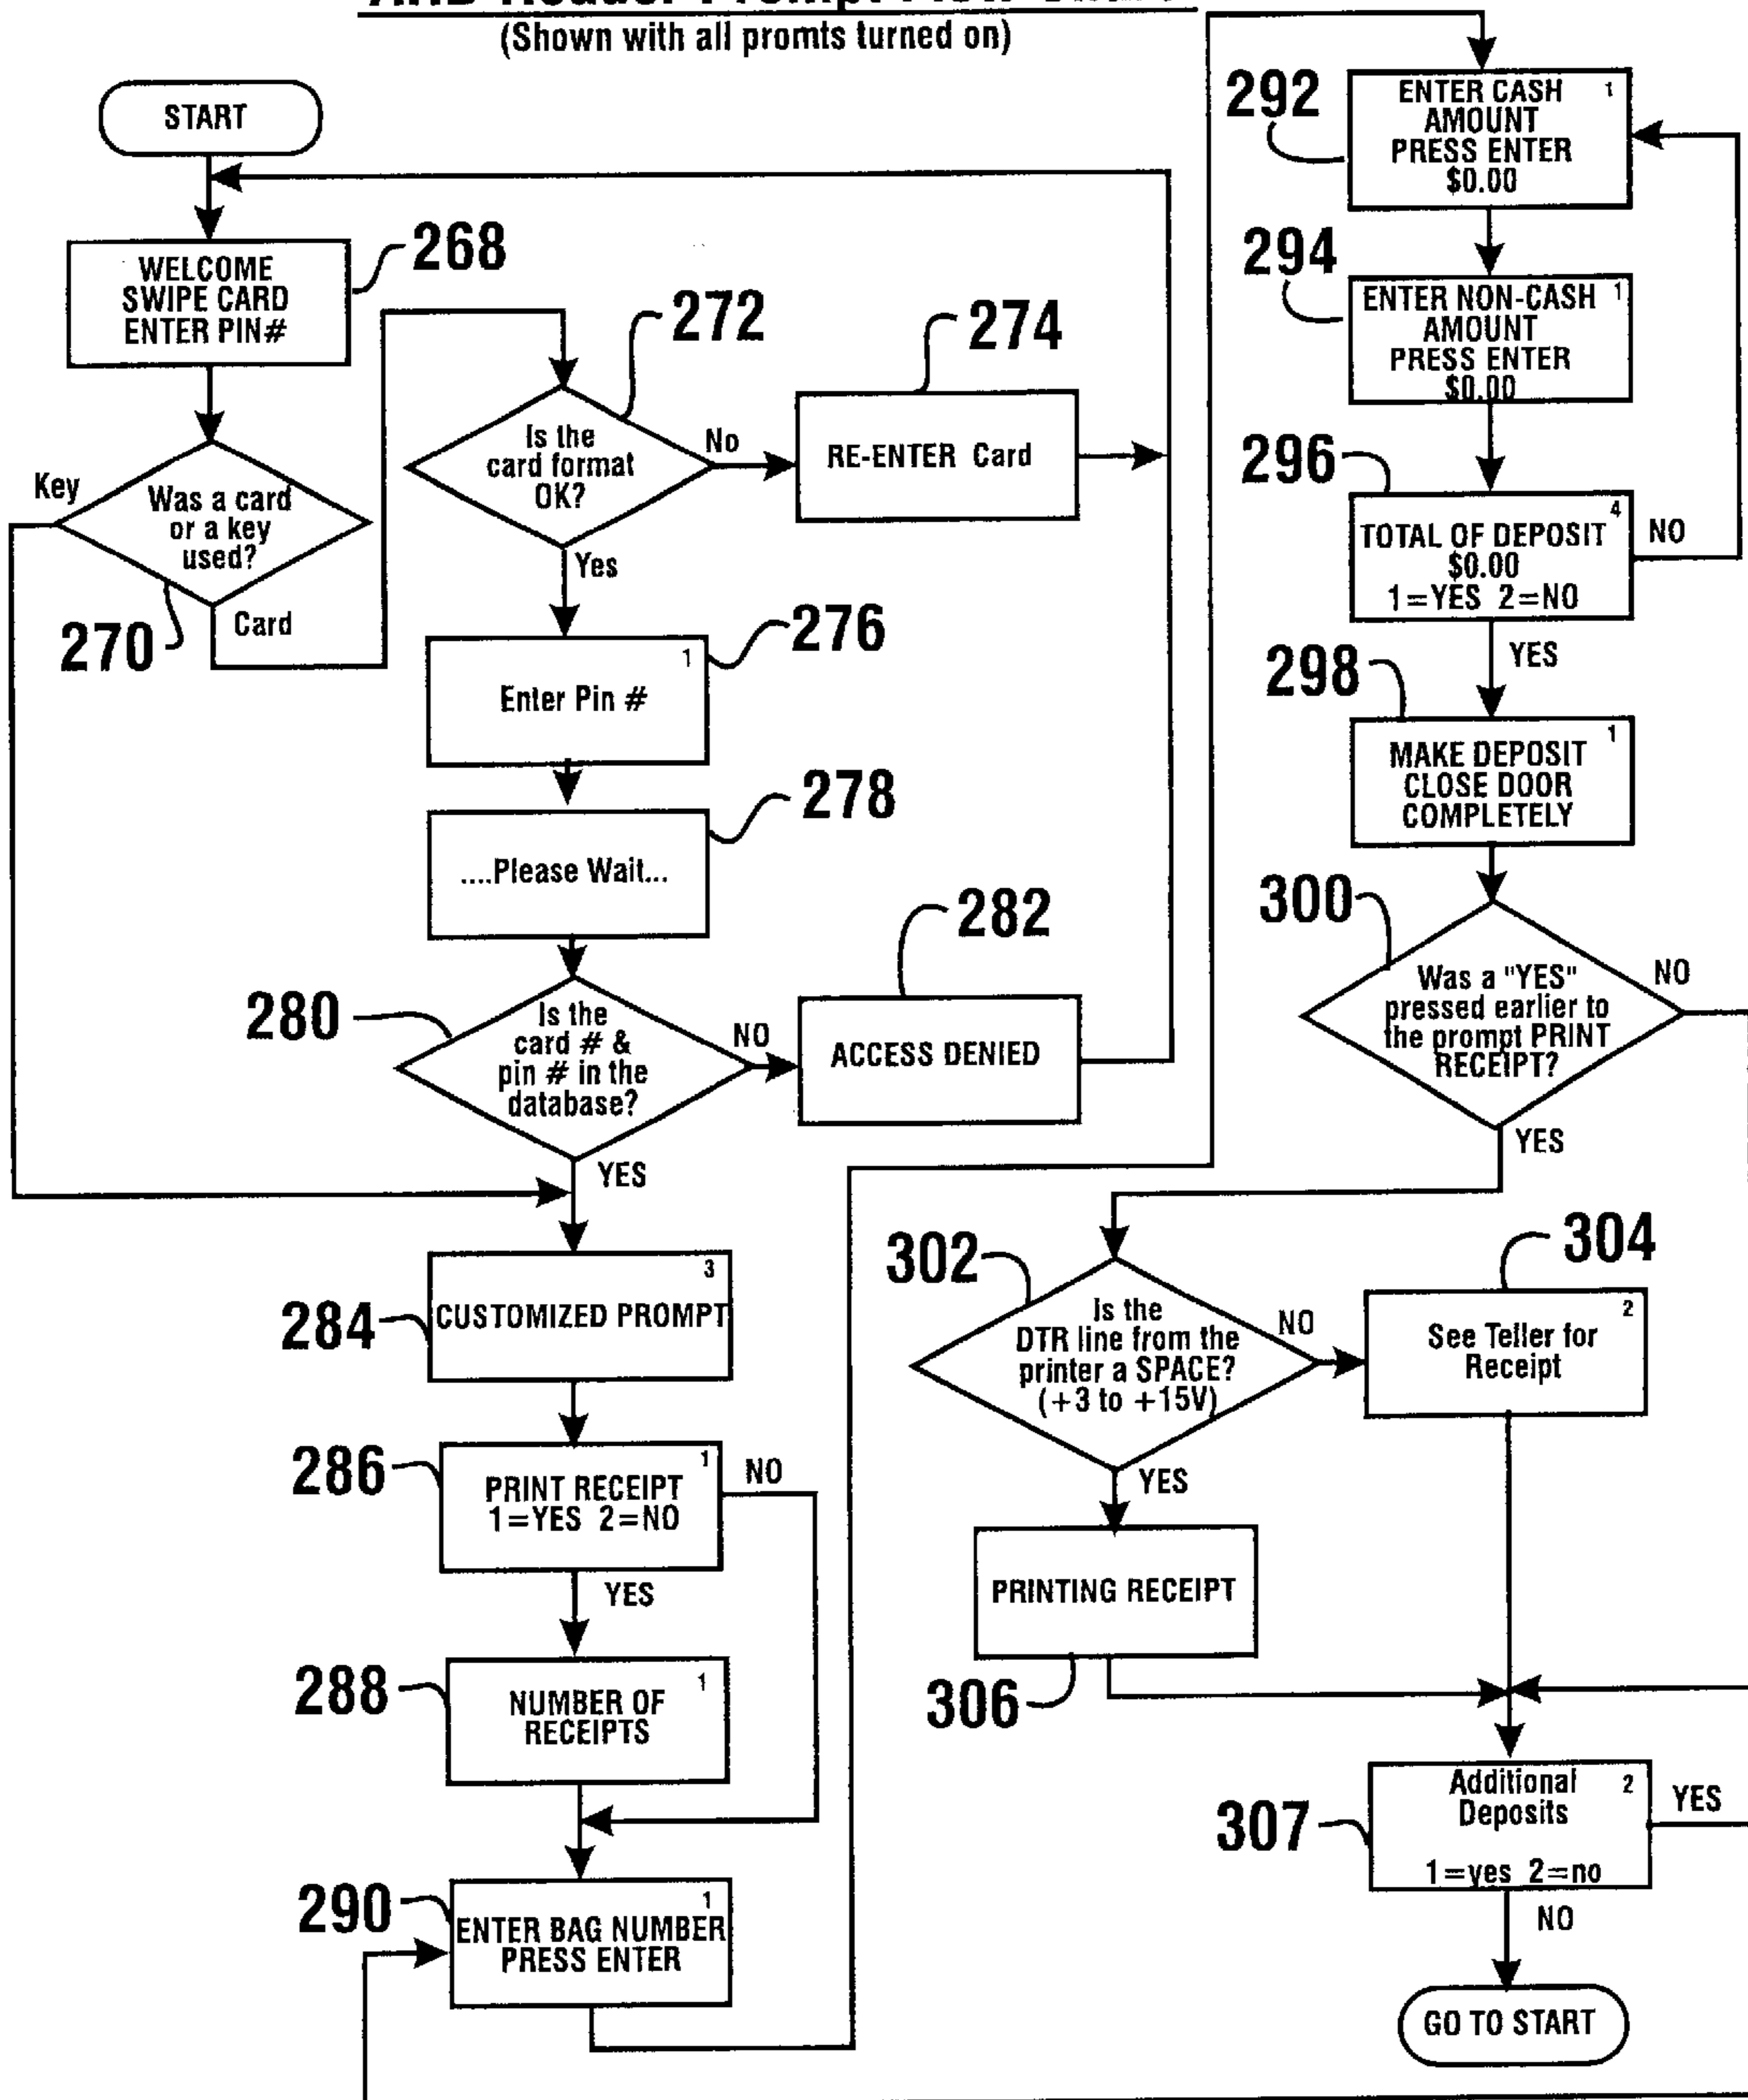 (Shown with all promts turned on)
START
WELCOME
SWIPE CARD
ENTER PIN#
268
Was a card
or a key
used?
Key
Card
270
272
Is the
card format
OK?
No
Yes
274
RE-ENTER Card
276
1
Enter Pin #
278
....Please Wait...
280
Is the
card # &
pin # in the
database?
NO
YES
282
ACCESS DENIED
284
3
CUSTOMIZED PROMPT
286
1
PRINT RECEIPT
1=YES 2=NO
NO
YES
288
1
NUMBER OF
RECEIPTS
290
1
ENTER BAG NUMBER
PRESS ENTER
292
ENTER CASH 1
AMOUNT
PRESS ENTER
$0.00
294
ENTER NON-CASH 1
AMOUNT
PRESS ENTER
$0.00
296
4
TOTAL OF DEPOSIT
$0.00
1=YES 2=NO
NO
YES
298
1
MAKE DEPOSIT
CLOSE DOOR
COMPLETELY
300
Was a "YES"
pressed earlier to
the prompt PRINT
RECEIPT?
NO
YES
302
Is the
DTR line from the
printer a SPACE?
(+3 to +15V)
NO
YES
304
2
See Teller for
Receipt
PRINTING RECEIPT
306
307
Additional 2
Deposits
1=yes 2=no
YES
NO
GO TO START